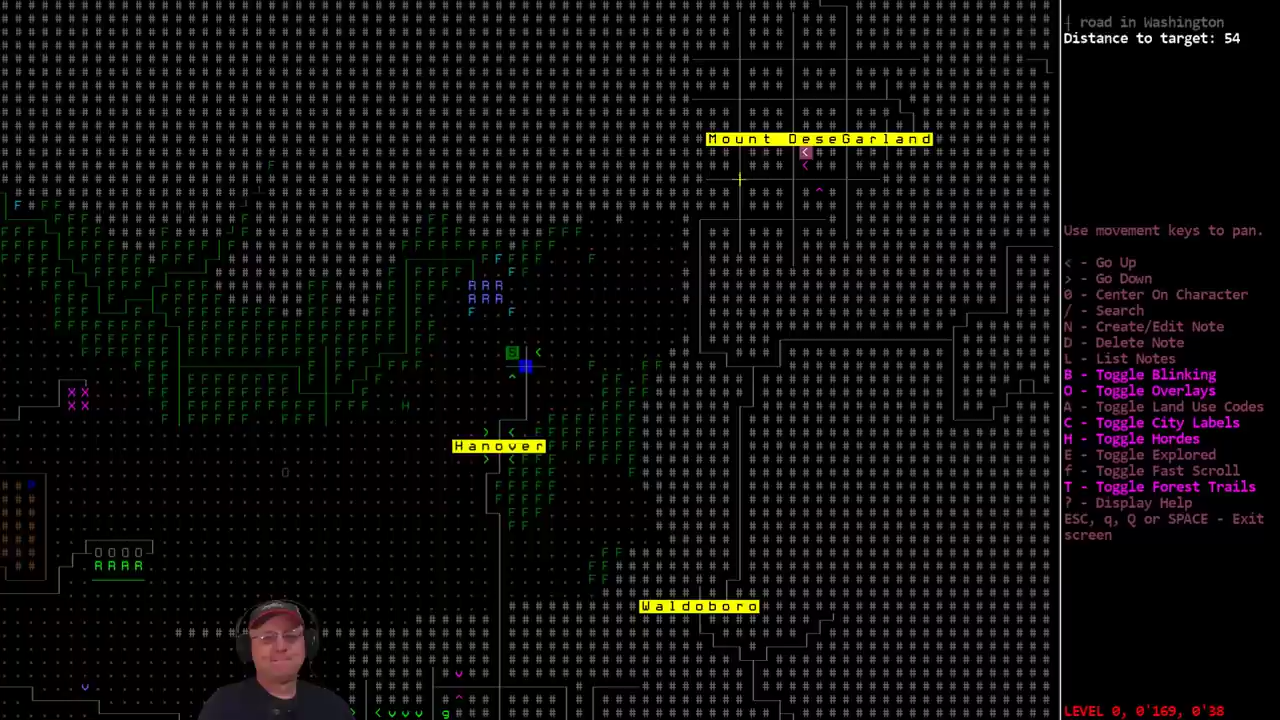 ┤ road in Washington
Distance to target: 54
Mount DeseGarland
Use movement keys to pan.
< - Go Up
> - Go Down
0 - Center On Character
/ - Search
N - Create/Edit Note
D - Delete Note
L - List Notes
B - Toggle Blinking
O - Toggle Overlays
A - Toggle Land Use Codes
C - Toggle City Labels
H - Toggle Hordes
E - Toggle Explored
f - Toggle Fast Scroll
T - Toggle Forest Trails
? - Display Help
ESC, q, Q or SPACE - Exit
screen
Hanover
Waldoboro
LEVEL 0, 0'169, 0'38